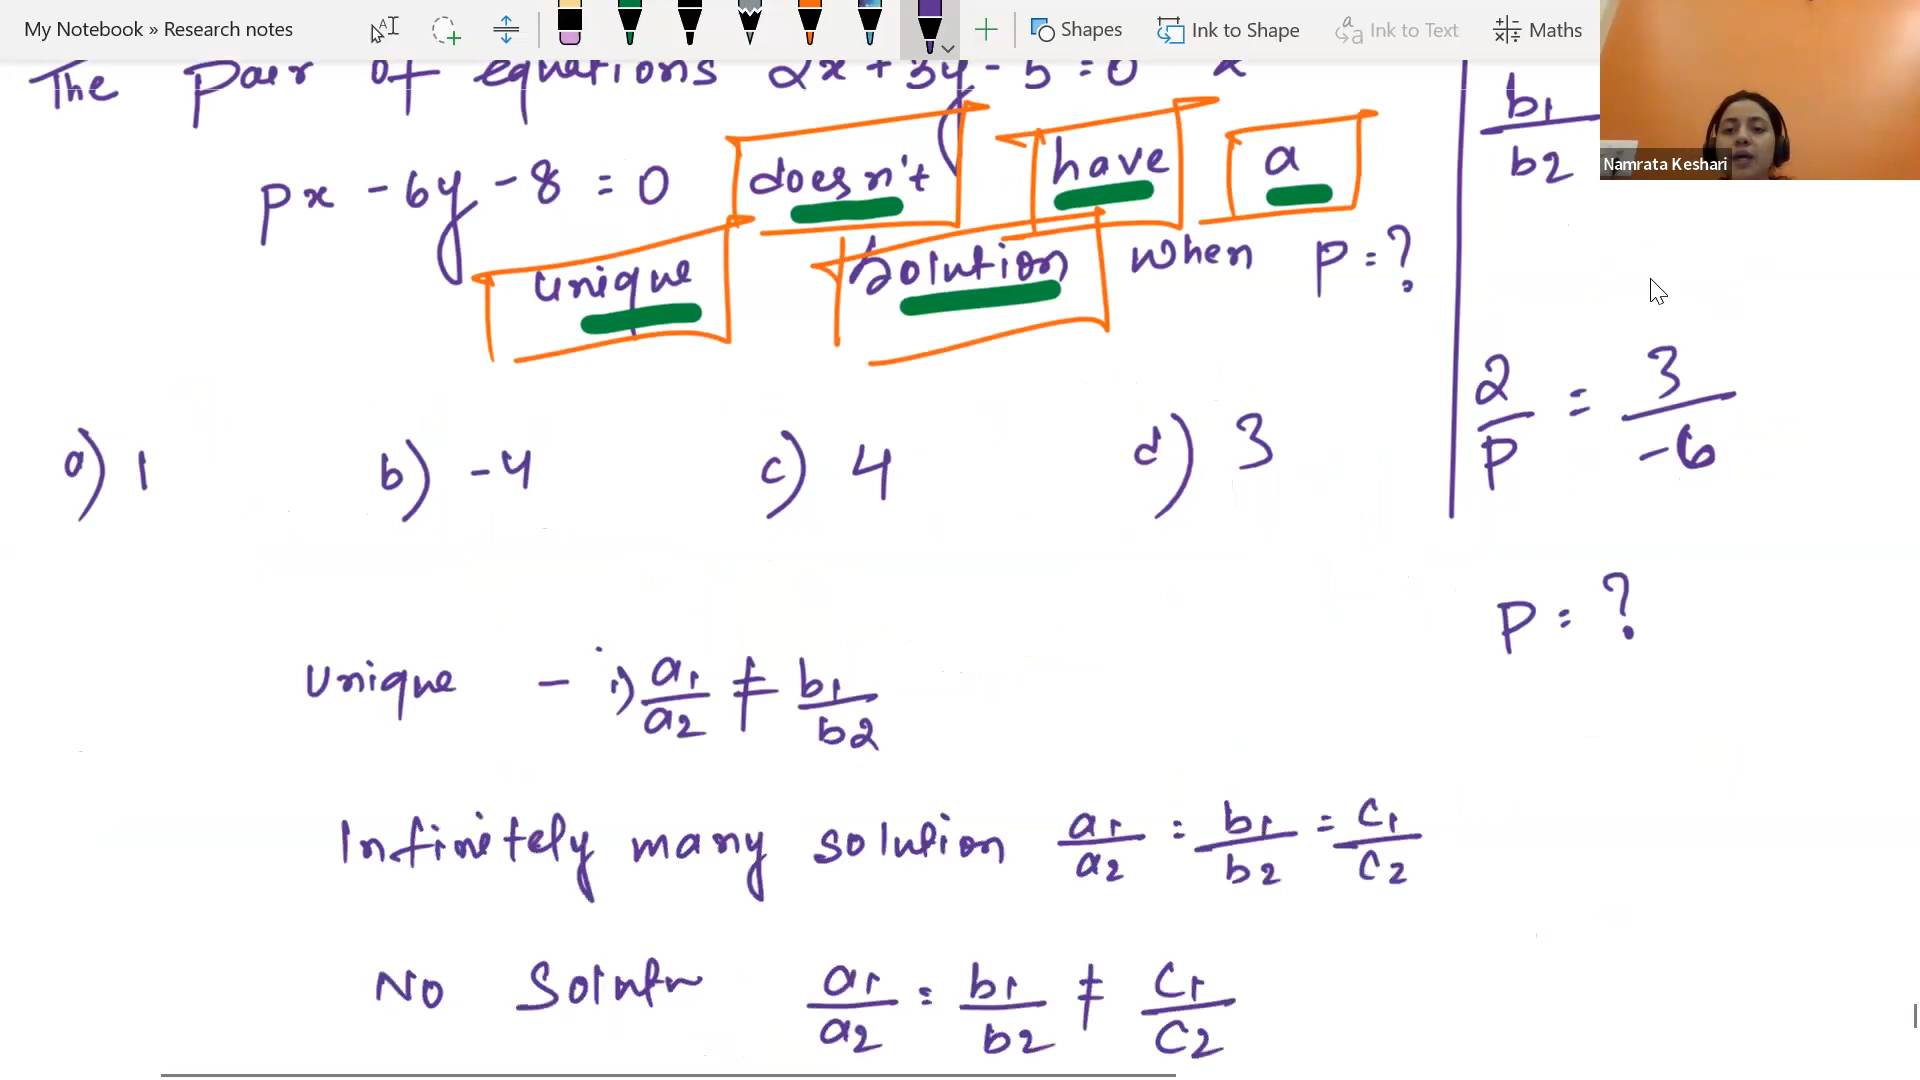 My Notebook » Research notes
Shapes
Ink to Shape
Ink to Text
Maths
The pair of equations 2x + 3y - 5 = 0 &
px - 6y - 8 = 0 doesn't have a
unique solution when p = ?
a) 1 b) -4 c) 4 d) 3
Unique - i) a1/a2 ≠ b1/b2
Infinitely many solution a1/a2 = b1/b2 = c1/c2
No a1/a2 = b1/b2 ≠ c1/c2
b1/b2
2/p = 3/-6
p = ?
Namrata Keshari